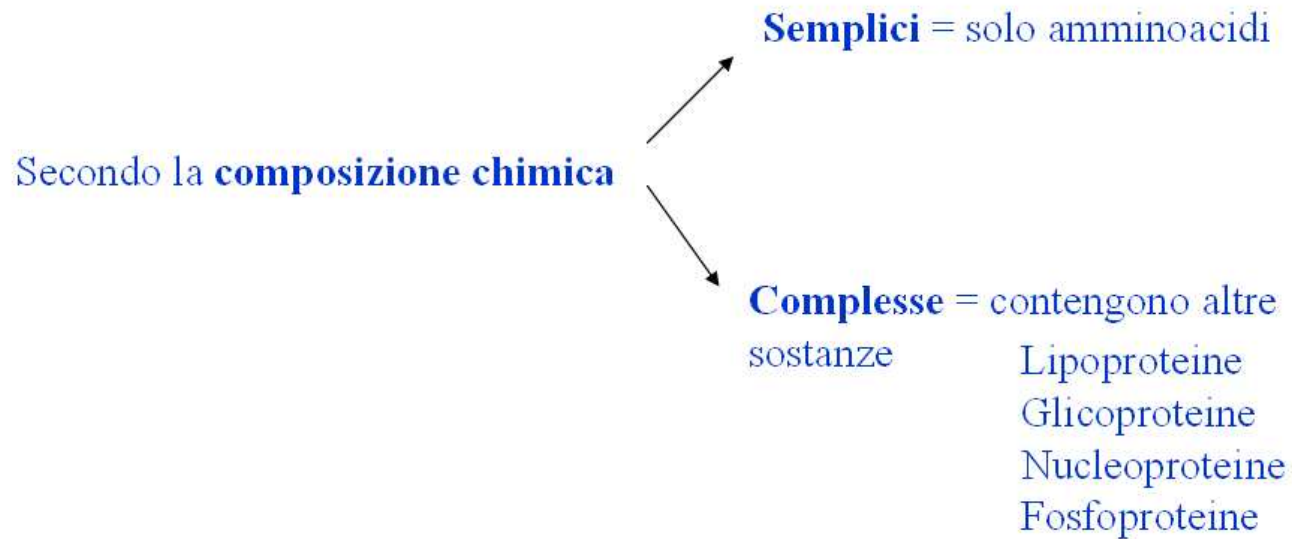 Semplici = solo amminoacidi
Secondo la composizione chimica
Complesse = contengono altre
sostanze
Lipoproteine
Glicoproteine
Nucleoproteine
Fosfoproteine